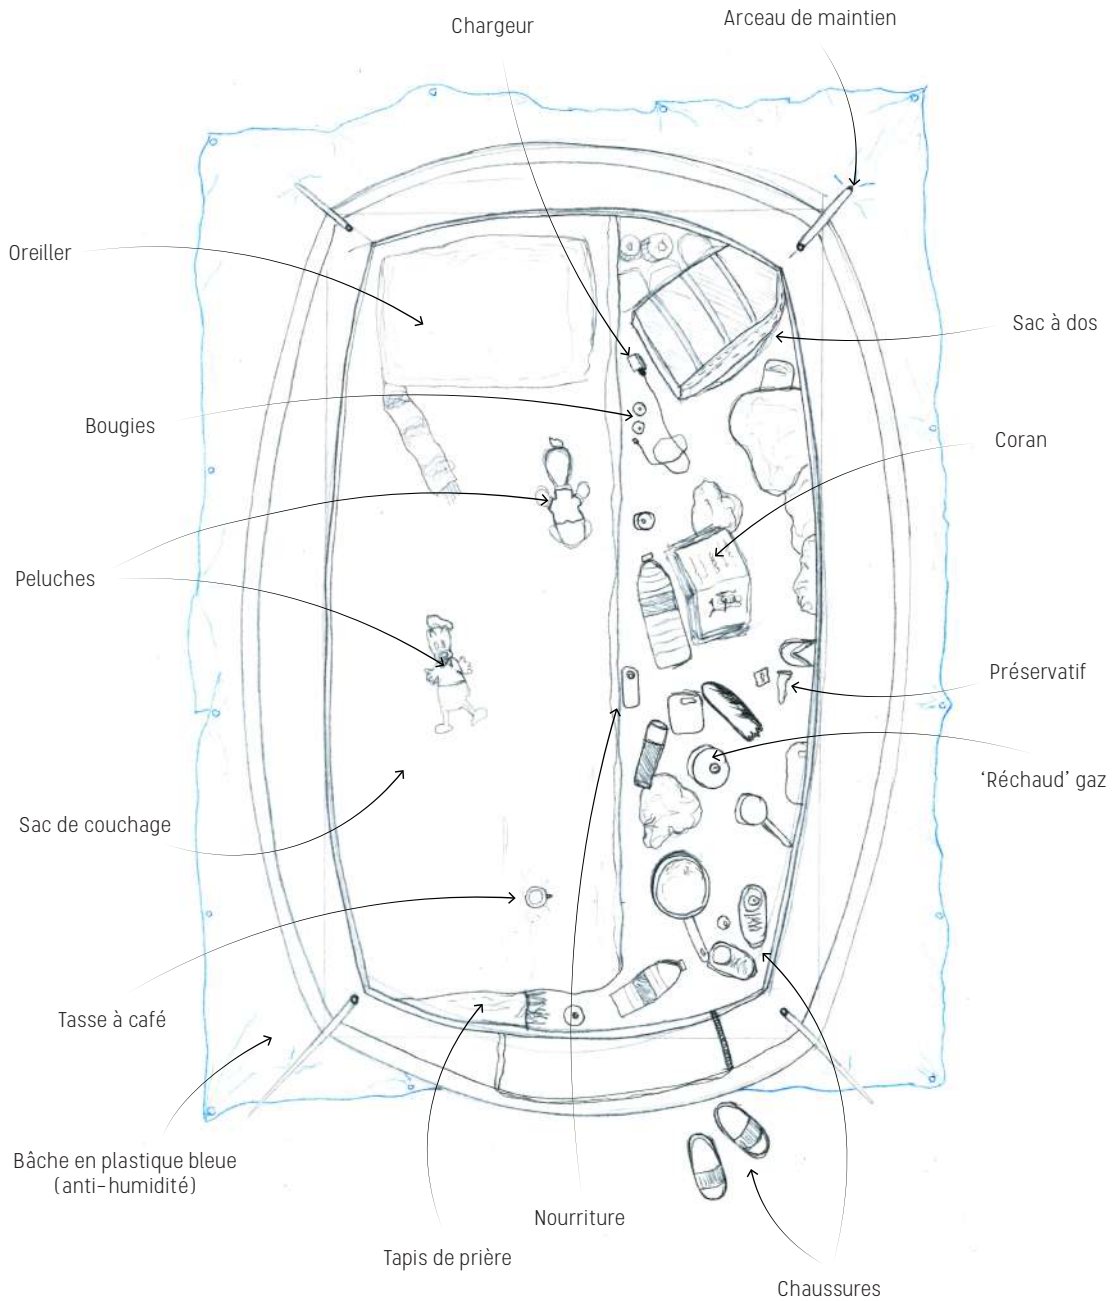 Chargeur
Arceau de maintien
Oreiller
Sac à dos
Bougies
Coran
Peluches
Préservatif
‘Réchaud’ gaz
Sac de couchage
Tasse à café
Bâche en plastique bleue
(anti-humidité)
Nourriture
Tapis de prière
Chaussures